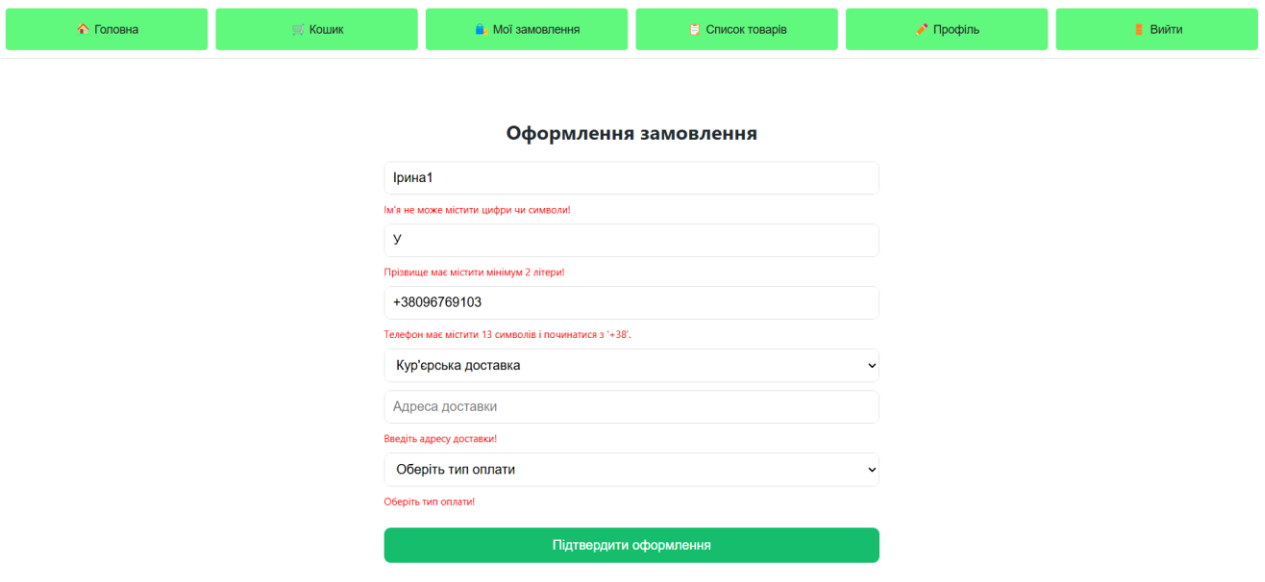 Головна Кошик Мої замовлення Список товарів Профіль Вийти
Оформлення замовлення
Ірина1
Ім'я не може містити цифри чи символи!
У
Прізвище має містити мінімум 2 літери!
+38096769103
Телефон має містити 13 символів і починатися з '+38'.
Кур'єрська доставка
Адреса доставки
Введіть адресу доставки!
Оберіть тип оплати
Оберіть тип оплати!
Підтвердити оформлення